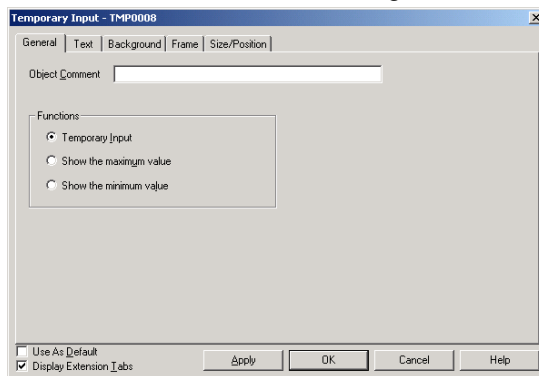 Temporary Input - TMP0008
General Text Background Frame Size/Position
Object Comment
Functions
Temporary Input
Show the maximum value
Show the minimum value
Use As Default
Display Extension Tabs
Apply OK Cancel Help